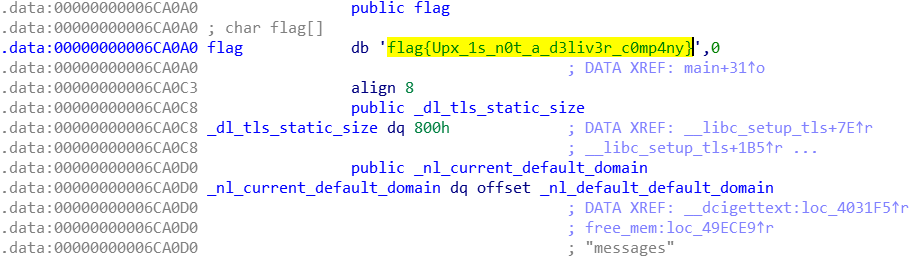 .data:00000000006CA0A0 public flag
.data:00000000006CA0A0 ; char flag[]
.data:00000000006CA0A0 flag db 'flag{Upx_1s_n0t_a_d3liv3r_c0mp4ny}',0
.data:00000000006CA0A0 ; DATA XREF: main+31↑o
.data:00000000006CA0C3 align 8
.data:00000000006CA0C8 public _dl_tls_static_size
.data:00000000006CA0C8 _dl_tls_static_size dq 800h ; DATA XREF: __libc_setup_tls+7E↑r
.data:00000000006CA0C8 ; __libc_setup_tls+1B5↑r ...
.data:00000000006CA0D0 public _nl_current_default_domain
.data:00000000006CA0D0 _nl_current_default_domain dq offset _nl_default_default_domain
.data:00000000006CA0D0 ; DATA XREF: __dcigettext:loc_4031F5↑r
.data:00000000006CA0D0 ; free_mem:loc_49ECE9↑r
.data:00000000006CA0D0 ; "messages"